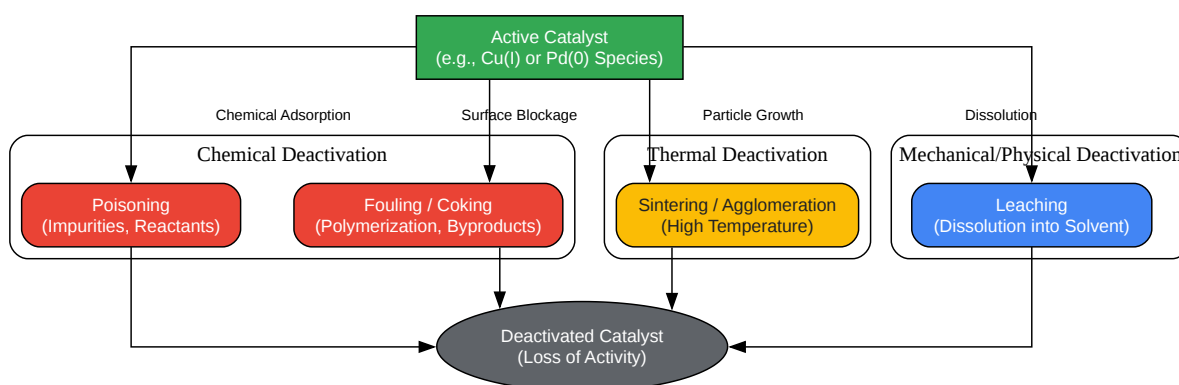 Active Catalyst
(e.g., Cu(I) or Pd(0) Species)
Chemical Adsorption
Surface Blockage
Particle Growth
Dissolution
Chemical Deactivation
Thermal Deactivation
Mechanical/Physical Deactivation
Poisoning
(Impurities, Reactants)
Fouling / Coking
(Polymerization, Byproducts)
Sintering / Agglomeration
(High Temperature)
Leaching
(Dissolution into Solvent)
Deactivated Catalyst
(Loss of Activity)